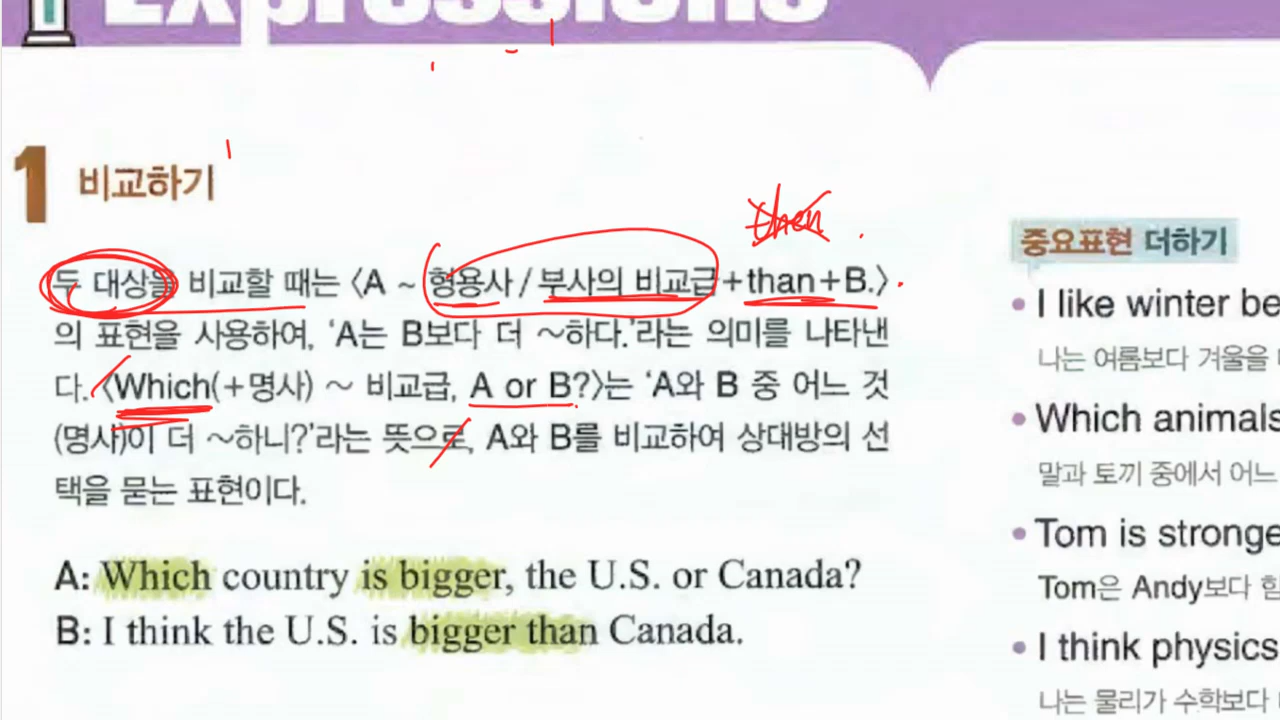 Expressions
1 비교하기
then
두 대상을 비교할 때는 〈A ~ 형용사/부사의 비교급+than+B.〉
의 표현을 사용하여, ‘A는 B보다 더 ~하다.’라는 의미를 나타낸
다. 〈Which(+명사) ~ 비교급, A or B?〉는 ‘A와 B 중 어느 것
(명사)이 더 ~하니?’라는 뜻으로, A와 B를 비교하여 상대방의 선
택을 묻는 표현이다.
A: Which country is bigger, the U.S. or Canada?
B: I think the U.S. is bigger than Canada.
중요표현 더하기
• I like winter be
나는 여름보다 겨울을
• Which animals
말과 토끼 중에서 어느
• Tom is stronge
Tom은 Andy보다 힘
• I think physics
나는 물리가 수학보다